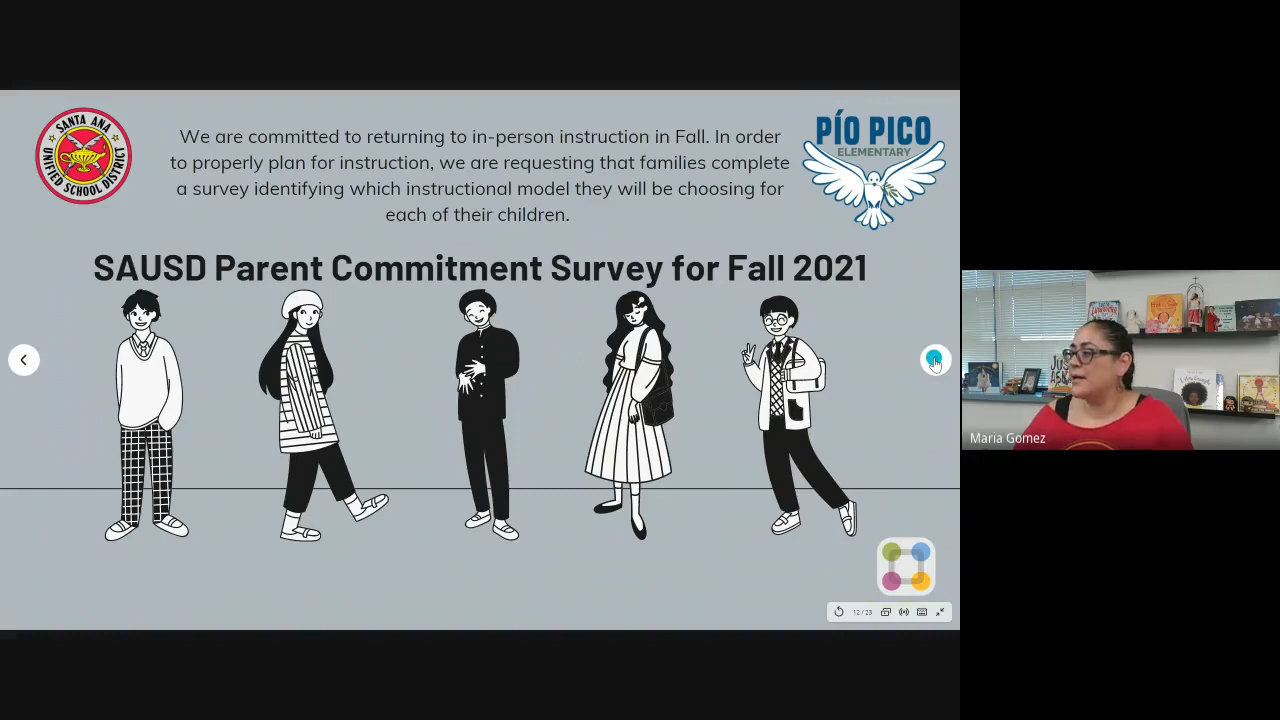 SANTA ANA
UNIFIED SCHOOL DISTRICT
We are committed to returning to in-person instruction in Fall. In order
to properly plan for instruction, we are requesting that families complete
a survey identifying which instructional model they will be choosing for
each of their children.
PÍO PICO
ELEMENTARY
SAUSD Parent Commitment Survey for Fall 2021
12/23
Maria Gomez